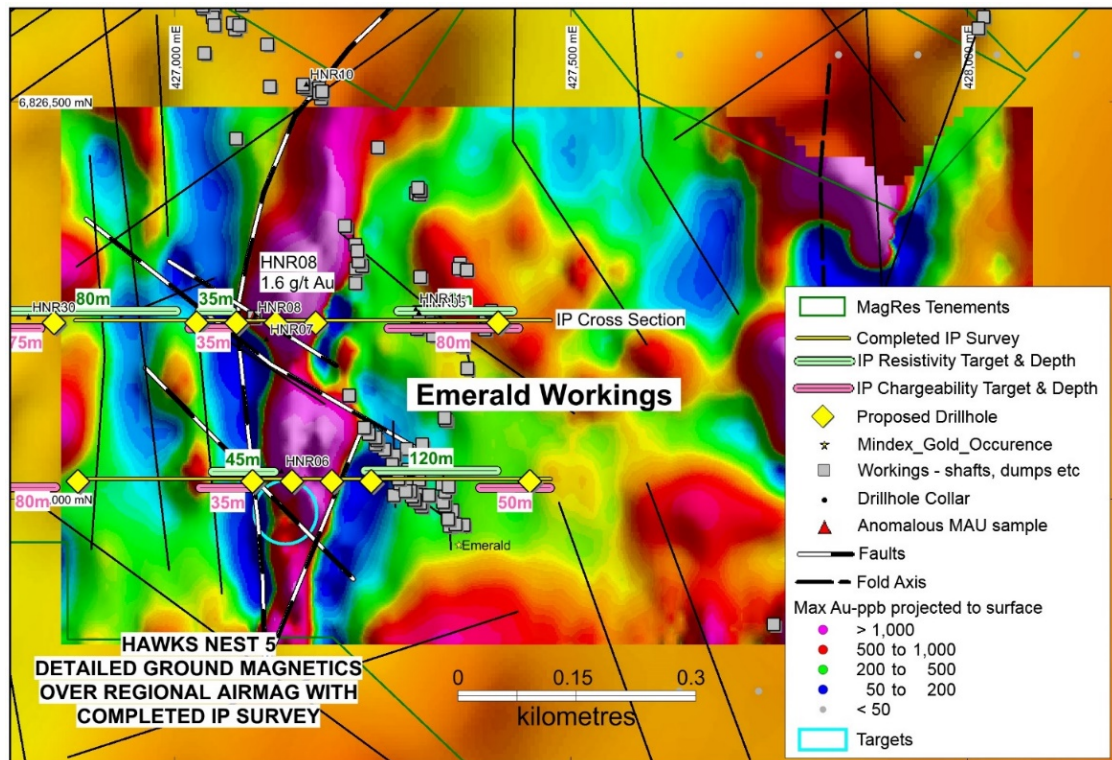 427,000 mE
427,500 mE
428,000 mE
HNR10
6,826,500 mN
HNR08
1.6 g/t Au
80m
35m
HNR30
HNR08
HNR11
IP Cross Section
HNR07
75m
35m
80m
Emerald Workings
45m
HNR06
120m
80m
,000 mN
35m
50m
Emerald
HAWKS NEST 5
DETAILED GROUND MAGNETICS
OVER REGIONAL AIRMAG WITH
COMPLETED IP SURVEY
0 0.15 0.3
kilometres
MagRes Tenements
Completed IP Survey
IP Resistivity Target & Depth
IP Chargeability Target & Depth
Proposed Drillhole
Mindex_Gold_Occurence
Workings - shafts, dumps etc
Drillhole Collar
Anomalous MAU sample
Faults
Fold Axis
Max Au-ppb projected to surface
> 1,000
500 to 1,000
200 to 500
50 to 200
< 50
Targets